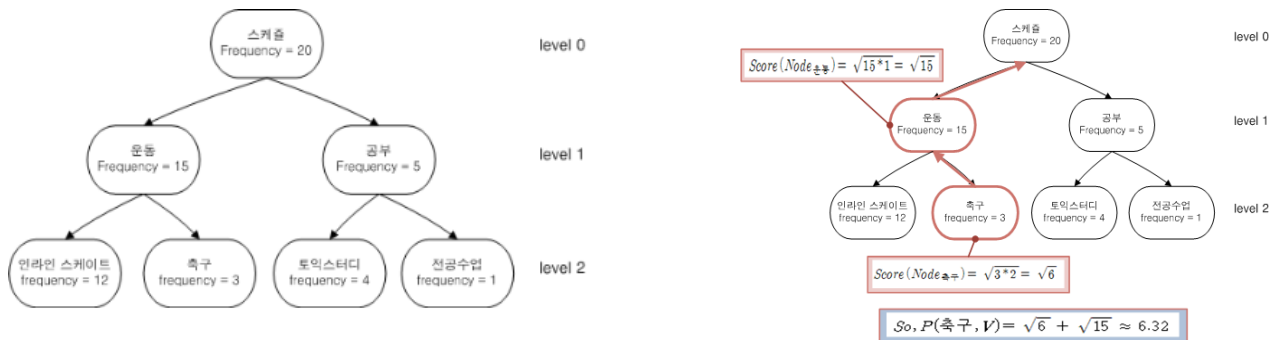 스케쥴
Frequency = 20
level 0
운동
Frequency = 15
공부
Frequency = 5
level 1
인라인 스케이트
frequency = 12
축구
frequency = 3
토익스터디
frequency = 4
전공수업
frequency = 1
level 2
스케쥴
Frequency = 20
level 0
Score(Node운동) = √15*1 = √15
운동
Frequency = 15
공부
Frequency = 5
level 1
인라인 스케이트
frequency = 12
축구
frequency = 3
토익스터디
frequency = 4
전공수업
frequency = 1
level 2
Score(Node축구) = √3*2 = √6
So, P(축구, V) = √6 + √15 ≈ 6.32